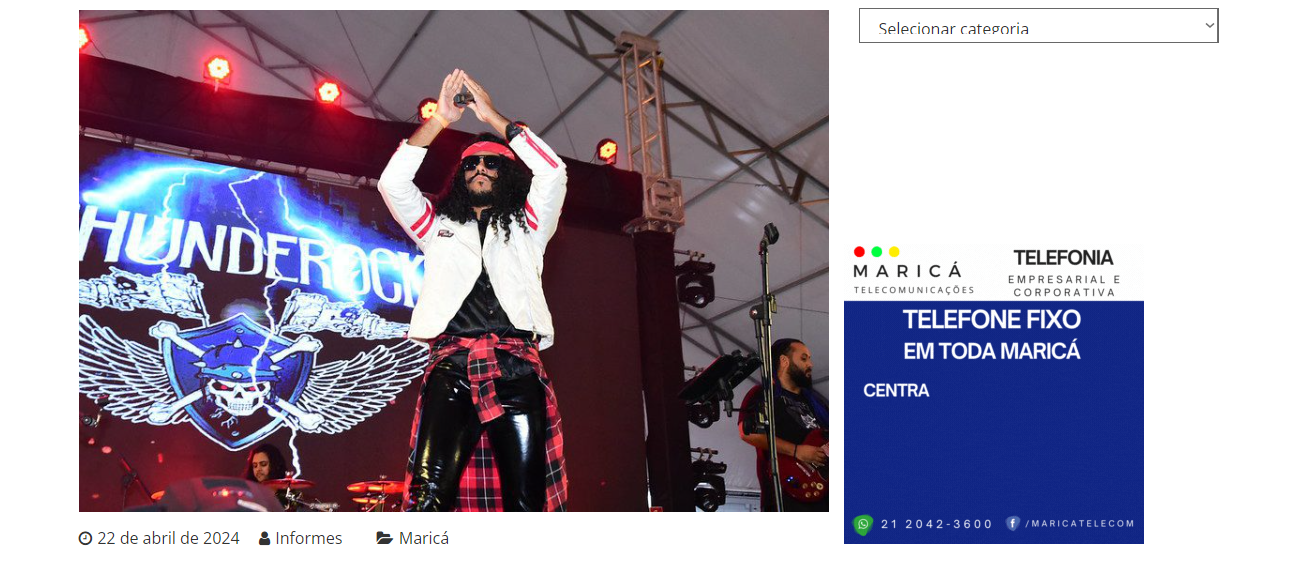 Selecionar categoria
HUNDEROCK
MARICÁ
TELECOMUNICAÇÕES
TELEFONIA
EMPRESARIAL E
CORPORATIVA
TELEFONE FIXO
EM TODA MARICÁ
CENTRA
21 2042-3600
/MARICATELECOM
22 de abril de 2024 Informes Maricá